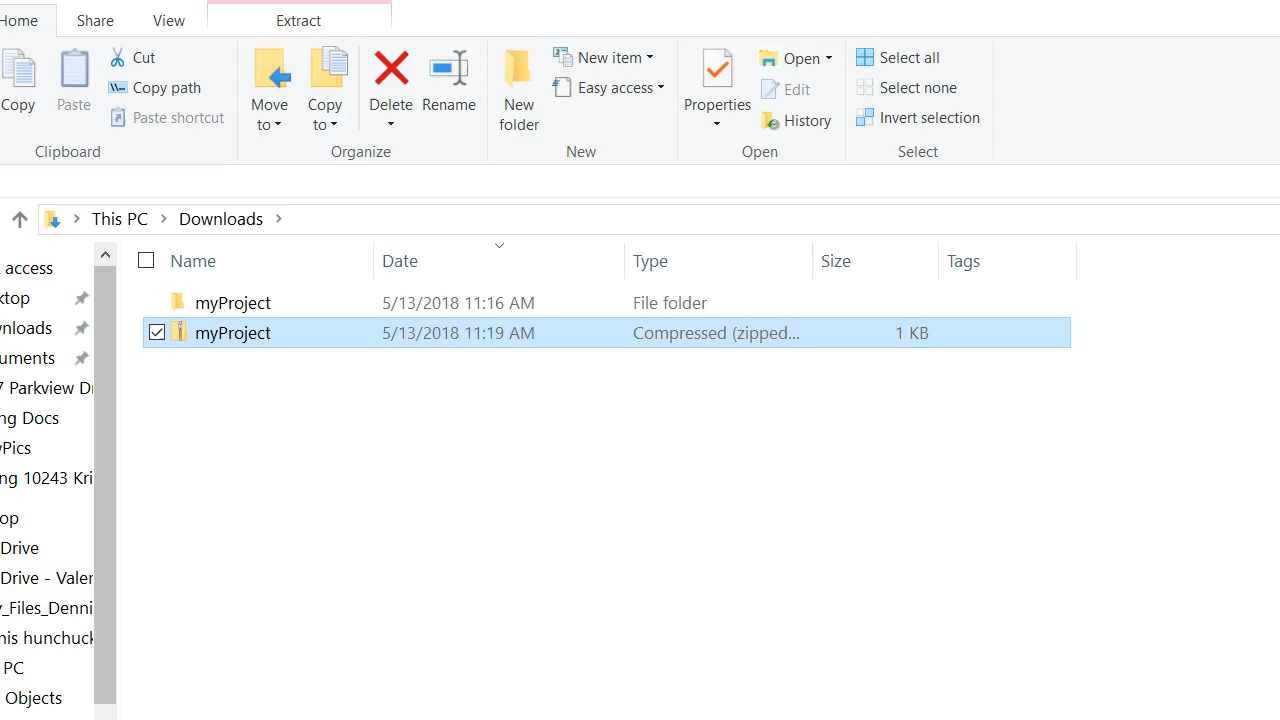 Home Share View Extract
Cut
Copy path
Paste shortcut
Copy Paste
Clipboard
Move to
Copy to
Delete
Rename
Organize
New folder
New item
Easy access
New
Properties
Open
Edit
History
Open
Select all
Select none
Invert selection
Select
This PC Downloads
Name Date Type Size Tags
myProject 5/13/2018 11:16 AM File folder
myProject 5/13/2018 11:19 AM Compressed (zipped... 1 KB
access
ktop
wnloads
uments
7 Parkview Dr
ng Docs
Pics
ng 10243 Kri
op
Drive
Drive - Valen
_Files_Denni
nis hunchuck
PC
Objects